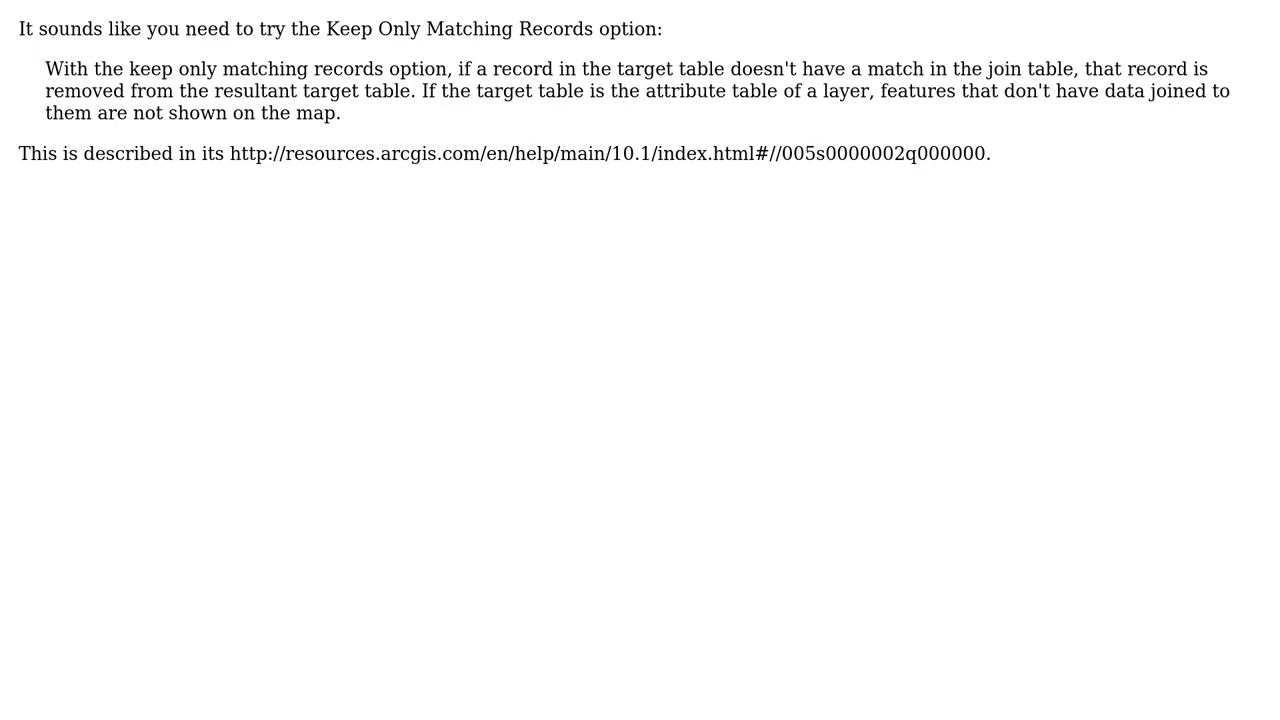 It sounds like you need to try the Keep Only Matching Records option:
With the keep only matching records option, if a record in the target table doesn't have a match in the join table, that record is
removed from the resultant target table. If the target table is the attribute table of a layer, features that don't have data joined to
them are not shown on the map.
This is described in its http://resources.arcgis.com/en/help/main/10.1/index.html#//005s0000002q000000.